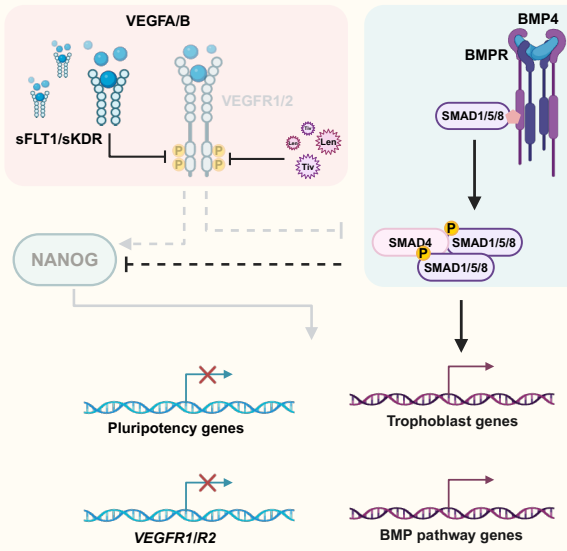 VEGFA/B
BMP4
BMPR
VEGFR1/2
sFLT1/sKDR
P P
P P
Tiv
Len
Len
Tiv
SMAD1/5/8
P
SMAD4
SMAD1/5/8
P
SMAD1/5/8
NANOG
Pluripotency genes
Trophoblast genes
VEGFR1/R2
BMP pathway genes